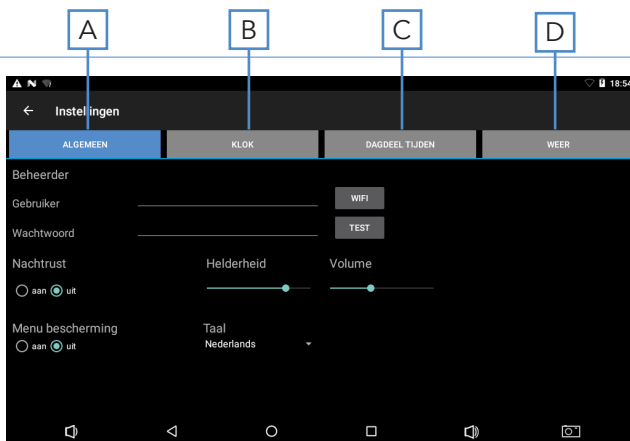 A B C D
18:54
Instellingen
ALGEMEEN KLOK DAGDEEL TIJDEN WEER
Beheerder
Gebruiker WIFI
Wachtwoord TEST
Nachtrust Helderheid Volume
aan uit
Menu bescherming Taal
aan uit Nederlands